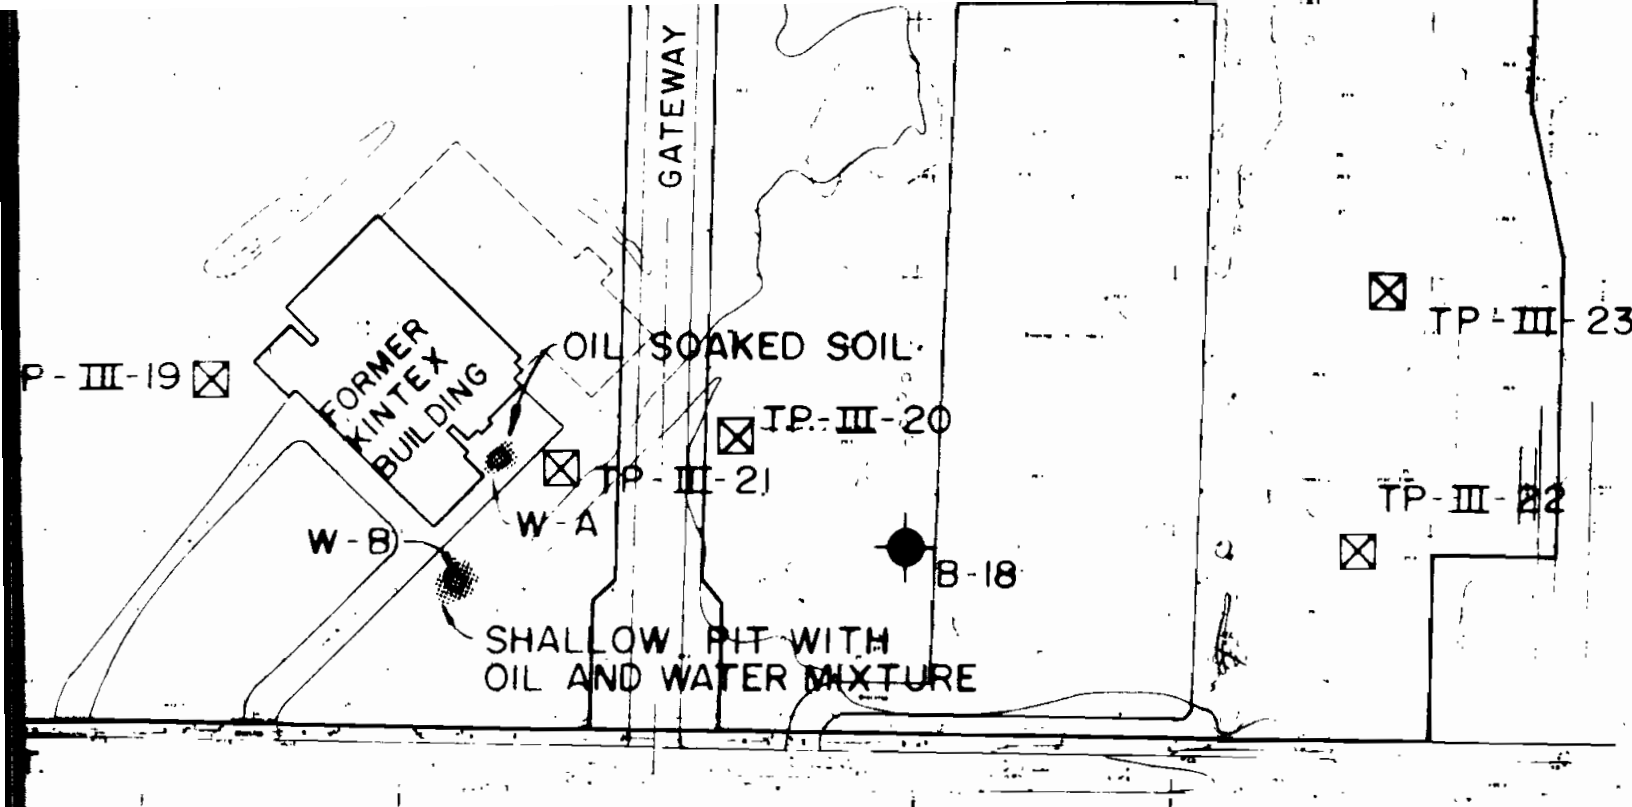 GATEWAY
OIL SOAKED SOIL
TP-III-23
P-III-19
FORMER
KINTEX
BUILDING
TP-III-20
TP-III-21
TP-III-22
W-A
W-B
B-18
SHALLOW PIT WITH
OIL AND WATER MIXTURE